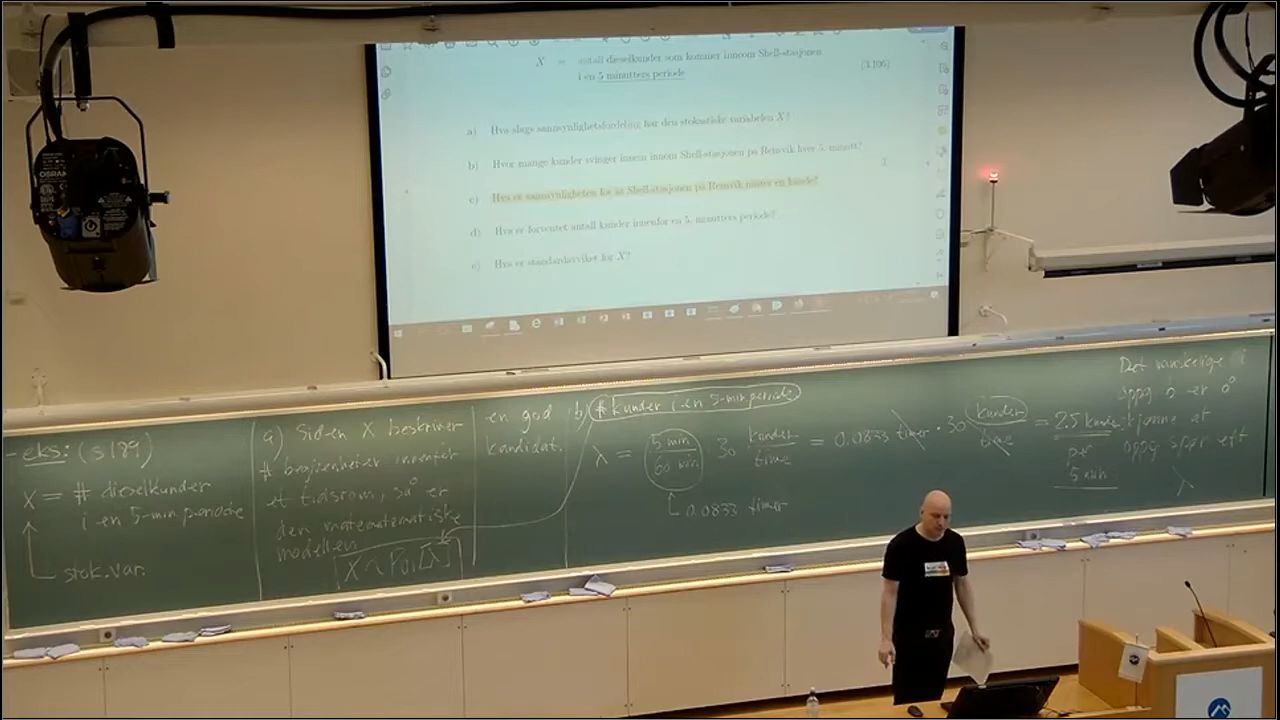 X = antall dieselkunder som kommer innom Shell-stasjonen
i en 5 minutters periode
(3.106)
a) Hva slags sannsynlighetsfordeling har den stokastiske variabelen X?
b) Hvor mange kunder svinger innom Shell-stasjonen på Rensvik hver 5. minutt?
c) Hva er sannsynligheten for at Shell-stasjonen på Rensvik mister en kunde?
d) Hva er forventet antall kunder innenfor en 5. minutters periode?
e) Hva er standardavviket for X?
- eks: (s 189)
X = # dieselkunder
i en 5-min. periode
stok. var.
a) Siden X beskriver
# begivenheter innenfor
et tidsrom, så er
den matematiske
modellen
X ~ Poi[λ]
en god
kandidat.
b) # kunder i en 5-min. periode
λ = 5 min / 60 min · 30 kunder / time = 0.0833 timer · 30 kunder / time = 2.5 kunder
per
5 min
0.0833 timer
Det vanskelige i
oppg b er å
kjenne at
oppg spør ett
λ
OSRAM